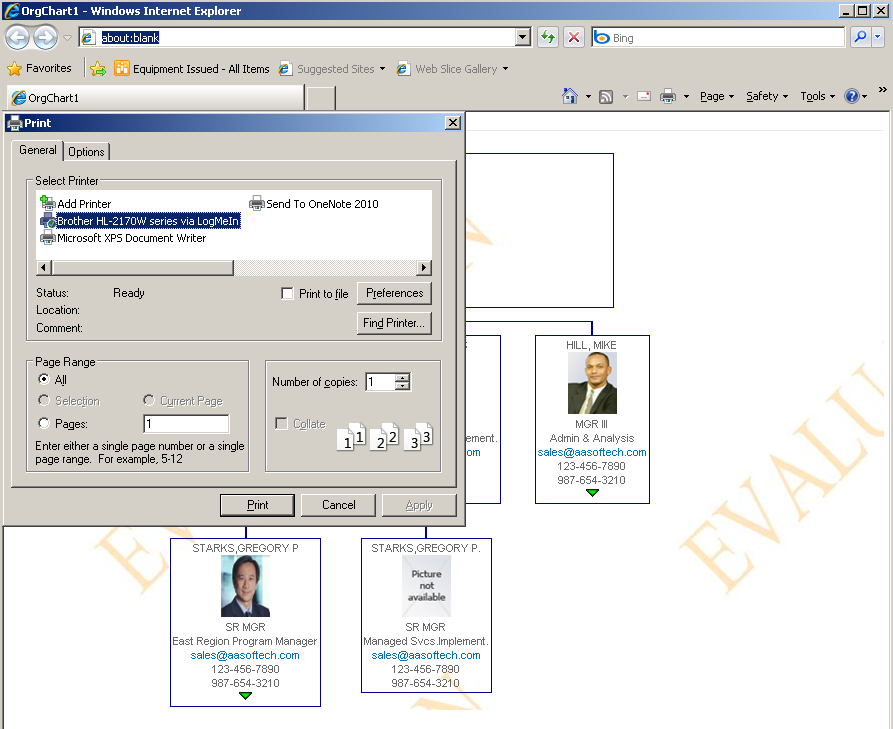 OrgChart1 - Windows Internet Explorer
about:blank
Bing
Favorites
Equipment Issued - All Items
Suggested Sites
Web Slice Gallery
OrgChart1
Page
Safety
Tools
»
Print
General
Options
Select Printer
Add Printer
Send To OneNote 2010
Brother HL-2170W series via LogMeIn
Microsoft XPS Document Writer
Status:
Ready
Print to file
Preferences
Location:
Comment:
Find Printer...
Page Range
All
Selection
Current Page
Pages:
1
Enter either a single page number or a single
page range. For example, 5-12
Number of copies:
1
Collate
1 1 2 2 3 3
Print
Cancel
Apply
ement.
om
HILL, MIKE
MGR III
Admin & Analysis
sales@aasoftech.com
123-456-7890
987-654-3210
STARKS,GREGORY P
SR MGR
East Region Program Manager
sales@aasoftech.com
123-456-7890
987-654-3210
STARKS,GREGORY P.
Picture
not
available
SR MGR
Managed Svcs.Implement.
sales@aasoftech.com
123-456-7890
987-654-3210
EVALU